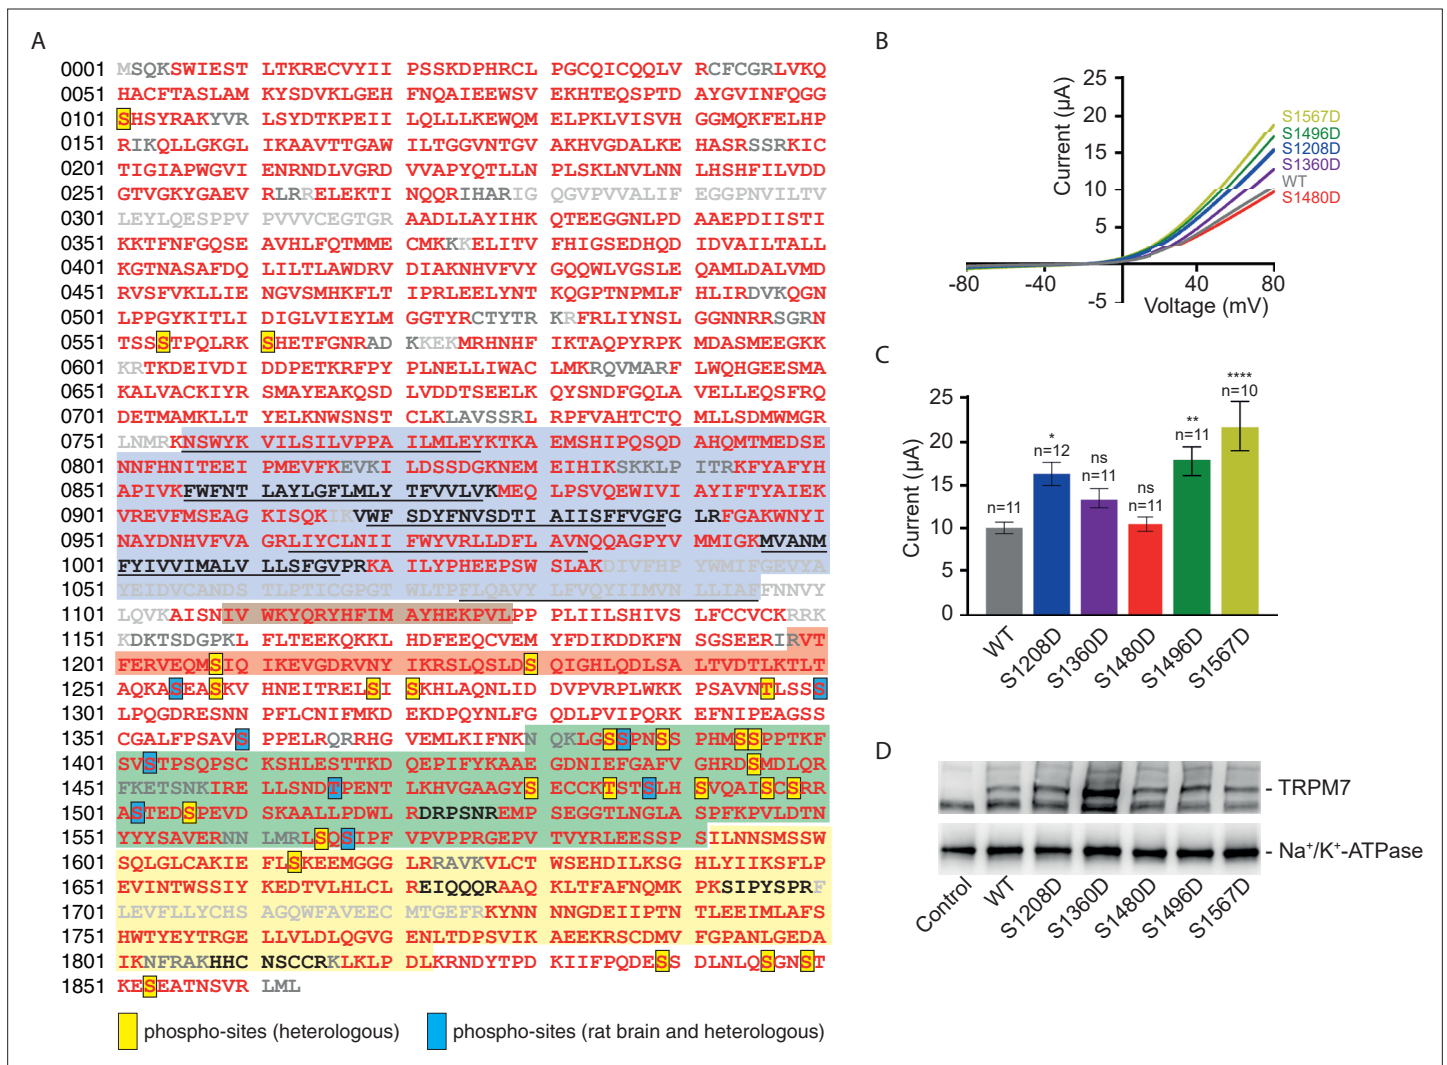 A
0001 MSQKSWIEST LTKRECVYII PSSKDPHRCL PGCQICQQLV RCFCGRLVKQ
0051 HACFTASLAM KYSDVKLGEH FNQAIEEWSV EKHTEQSPTD AYGVINFQGG
0101 SHSYRAKYVR LSYDTKPEII LQLLLKEWQM ELPKLVISVH GGMQKFELHP
0151 RIKQLLGKGL IKAAVTTGAW ILTGGVNTGV AKHVGDALKE HASRSSRKIC
0201 TIGIAPWGVI ENRNDLVGRD VVAPYQTLLN PLSKLNVLNN LHSHFILVDD
0251 GTVGKYGAEV RLRRELEKTI NQQRIHARIG QGVPVVALIF EGGPNVILTV
0301 LEYLQESPPV PVVVCEGTGR AADLLAYIHK QTEEGGNLPD AAEPDIISTI
0351 KKTFNFGQSE AVHLFQTMME CMKKKELITV FHIGSEDHQD IDVAILTALL
0401 KGTNASAFDQ LILTLAWDRV DIAKNHVFVY GQQWLVGSLE QAMLDALVMD
0451 RVSFVKLLIE NGVSMHKFLT IPRLEELYNT KQGPTNPMLF HLIRDVKQGN
0501 LPPGYKITLI DIGLVIEYLM GGTYRCTYTR KRFRLIYNSL GGNNRRSGRN
0551 TSSSTPQLRK SHETFGNRAD KKEKMRHNHF IKTAQPYRPK MDASMEEGKK
0601 KRTKDEIVDI DDPETKRFPY PLNELLIWAC LMKRQVMARF LWQHGEESMA
0651 KALVACKIYR SMAYEAKQSD LVDDTSEELK QYSNDFGQLA VELLEQSFRQ
0701 DETMAMKLLT YELKNWSNST CLKLAVSSRL RPFVAHTCTQ MLLSDMWMGR
0751 LNMRKNSWYK VILSILVPPA ILMLEYKTKA EMSHIPQSQD AHQMTMEDSE
0801 NNFHNITEEI PMEVFKEVKI LDSSDGKNEM EIHIKSKKLP ITRKFYAFYH
0851 APIVKFWFNT LAYLGFLMLY TFVVLVKMEQ LPSVQEWIVI AYIFTYAIEK
0901 VREVFMSEAG KISQKIKVWF SDYFNVSDTI AIISFFVGFG LRFGAKWNYI
0951 NAYDNHVFVA GRLIYCLNII FWYVRLLDFL AVNQQAGPYV MMIGKMVANM
1001 FYIVVIMALV LLSFGVPRKA ILYPHEEPSW SLAKDIVFHP YWMIFGEVYA
1051 YEIDVCANDS TLPTICGPGT WLTPFLQAVY LFVQYIIMVN LLIAFFNNVY
1101 LQVKAISNIV WKYQRYHFIM AYHEKPVLPP PLIILSHIVS LFCCVCKRRK
1151 KDKTSDGPKL FLTEEKQKKL HDFEEQCVEM YFDIKDDKFN SGSEERIRVT
1201 FERVEQMSIQ IKEVGDRVNY IKRSLQSLDS QIGHLQDLSA LTVDTLKTLT
1251 AQKASEASKV HNEITRELSI SKHLAQNLID DVPVRPLWKK PSAVNTLSSS
1301 LPQGDRESNN PFLCNIFMKD EKDPQYNLFG QDLPVIPQRK EFNIPEAGSS
1351 CGALFPSAVS PPELRQRRHG VEMLKIFNKN QKLGSSPNSS PHMSSPPTKF
1401 SVSTPSQPSC KSHLESTTKD QEPIFYKAAE GDNIEFGAFV GHRDSMDLQR
1451 FKETSNKIRE LLSNDTPENT LKHVGAAGYS ECCKTSTSLH SVQAISCSRR
1501 ASTEDSPEVD SKAALLPDWL RDRPSNREMP SEGGTLNGLA SPFKPVLDTN
1551 YYYSAVERNN LMRLSQSIPF VPVPPRGEPV TVYRLEESSP SILNNSMSSW
1601 SQLGLCAKIE FLSKEEMGGG LRRAVKVLCT WSEHDILKSG HLYIIKSFLP
1651 EVINTWSSIY KEDTVLHLCL REIQQQRAAQ KLTFAFNQMK PKSIPYSPRF
1701 LEVFLLYCHS AGQWFAVEEC MTGEFRKYNN NNGDEIIPTN TLEEIMLAFS
1751 HWTYEYTRGE LLVLDLQGVG ENLTDPSVIK AEEKRSCDMV FGPANLGEDA
1801 IKNFRAKHHC NSCCRKLKLP DLKRNDYTPD KIIFPQDESS DLNLQSGNST
1851 KESEATNSVR LML
phospho-sites (heterologous)
phospho-sites (rat brain and heterologous)
B
Current (µA)
25
20
15
10
5
-5
-80
-40
0
40
80
Voltage (mV)
S1567D
S1496D
S1208D
S1360D
WT
S1480D
C
Current (µA)
25
20
15
10
5
0
n=11
*
n=12
ns
n=11
ns
n=11
**
n=11
****
n=10
WT
S1208D
S1360D
S1480D
S1496D
S1567D
D
- TRPM7
- Na⁺/K⁺-ATPase
Control
WT
S1208D
S1360D
S1480D
S1496D
S1567D